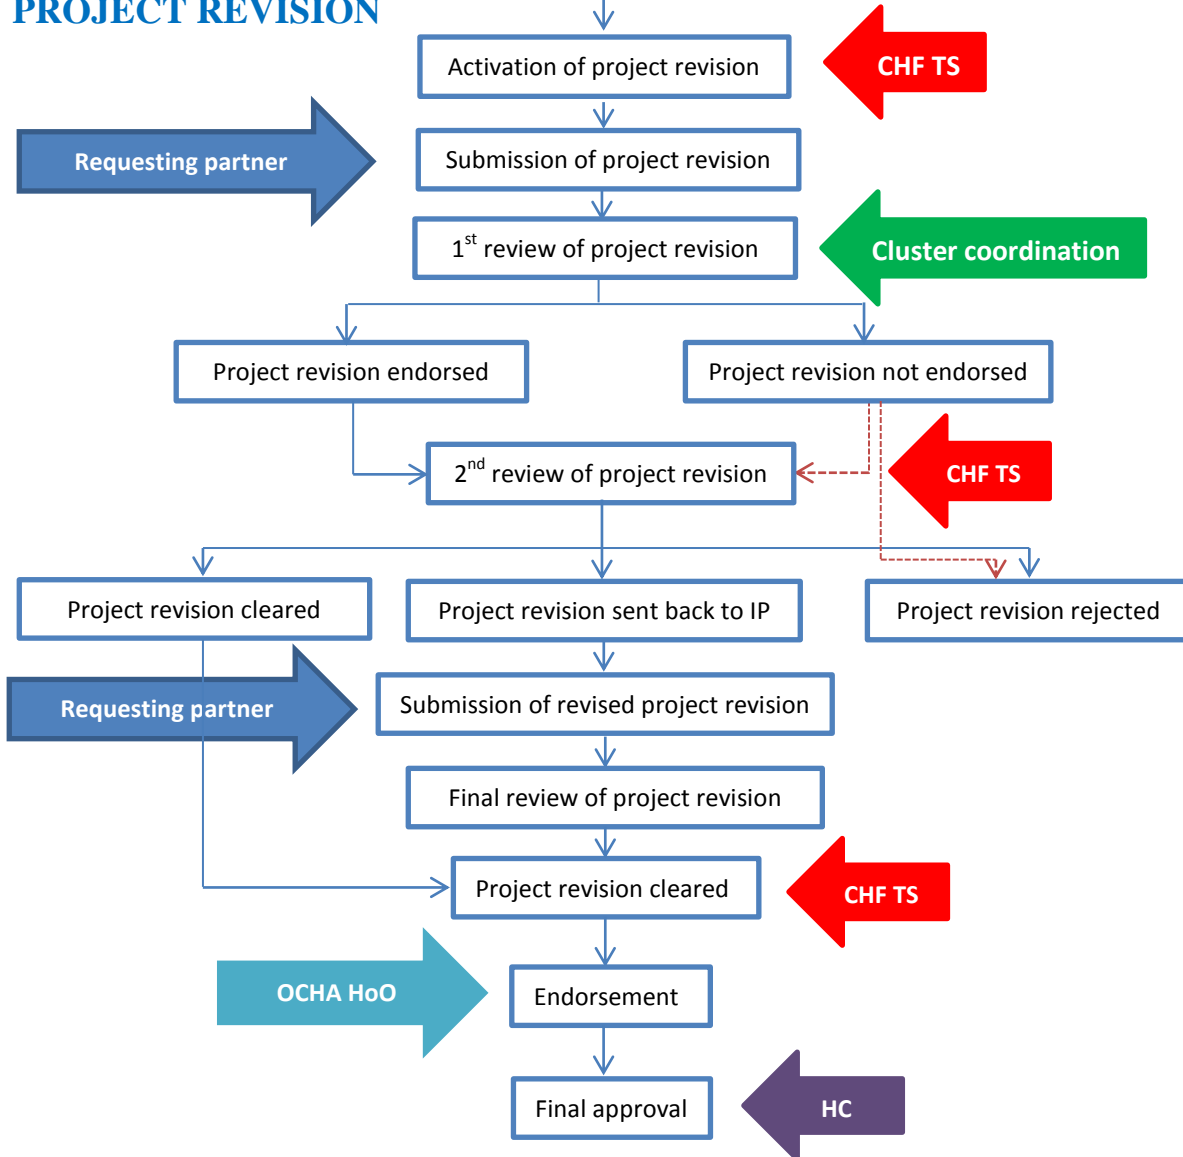 PROJECT REVISION
Activation of project revision
CHF TS
Requesting partner
Submission of project revision
1st review of project revision
Cluster coordination
Project revision endorsed
Project revision not endorsed
2nd review of project revision
CHF TS
Project revision cleared
Project revision sent back to IP
Project revision rejected
Requesting partner
Submission of revised project revision
Final review of project revision
Project revision cleared
CHF TS
OCHA HoO
Endorsement
Final approval
HC